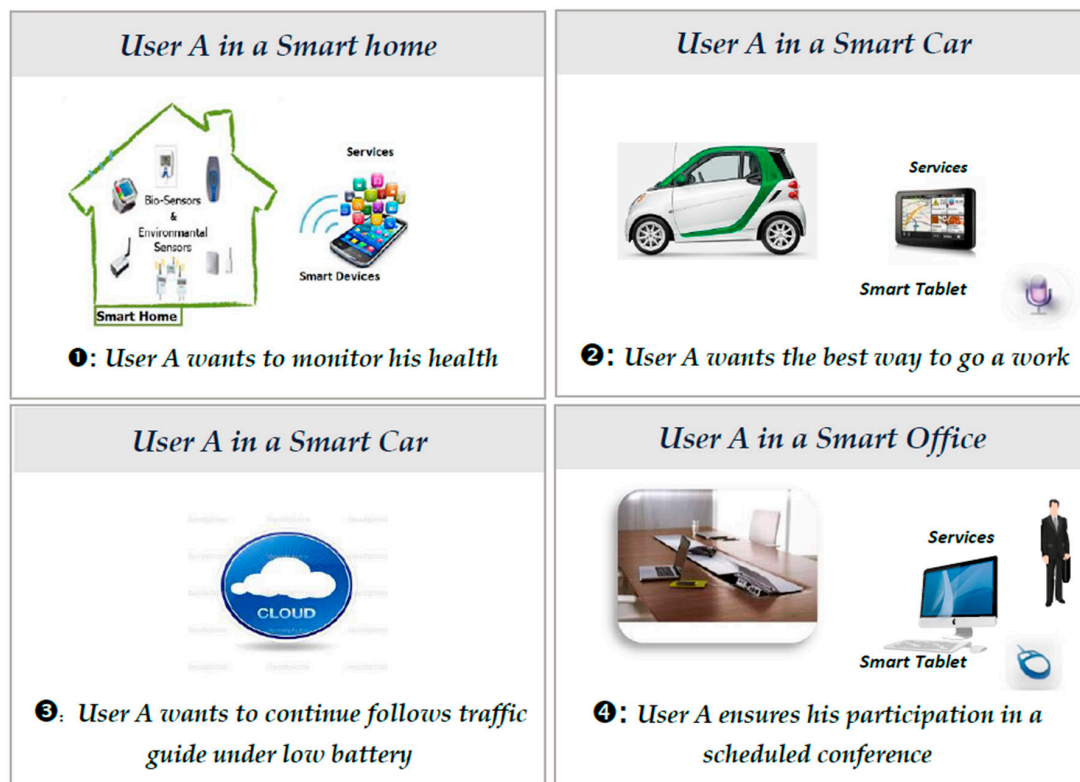 User A in a Smart home
Services
Bio-Sensors
&
Environmantal
Sensors
Smart Devices
Smart Home
❶: User A wants to monitor his health
User A in a Smart Car
Services
Smart Tablet
❷: User A wants the best way to go a work
User A in a Smart Car
CLOUD
❸: User A wants to continue follows traffic
guide under low battery
User A in a Smart Office
Services
Smart Tablet
❹: User A ensures his participation in a
scheduled conference